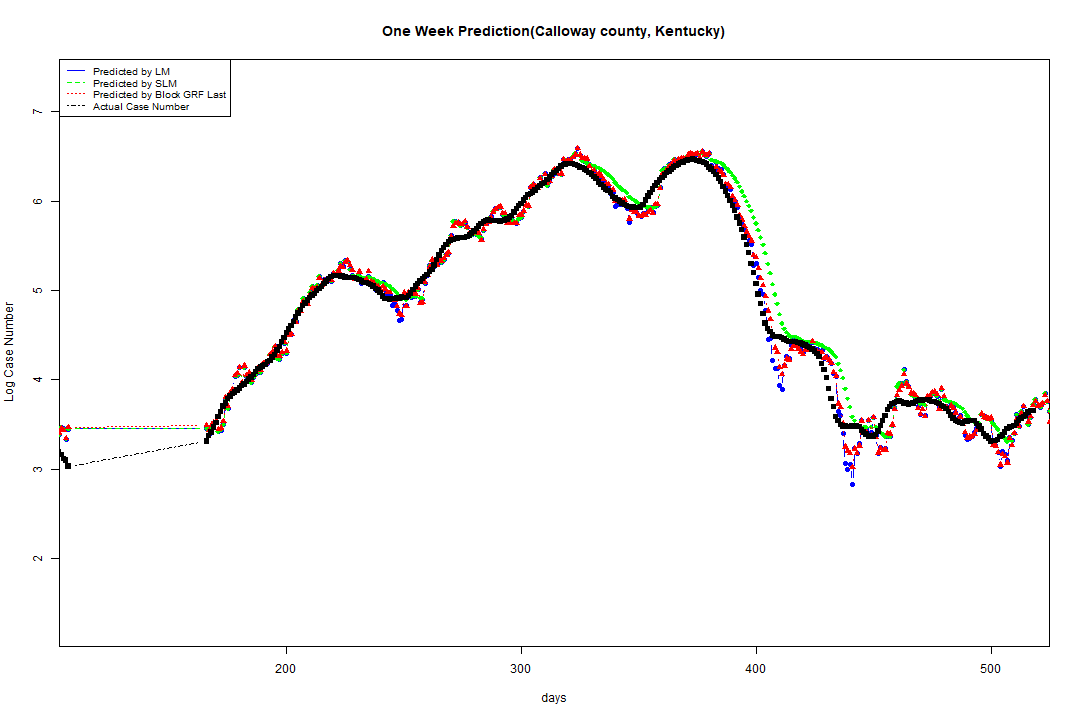 One Week Prediction(Calloway county, Kentucky)
Predicted by LM
Predicted by SLM
Predicted by Block GRF Last
Actual Case Number
7
6
5
4
3
2
Log Case Number
200
300
400
500
days